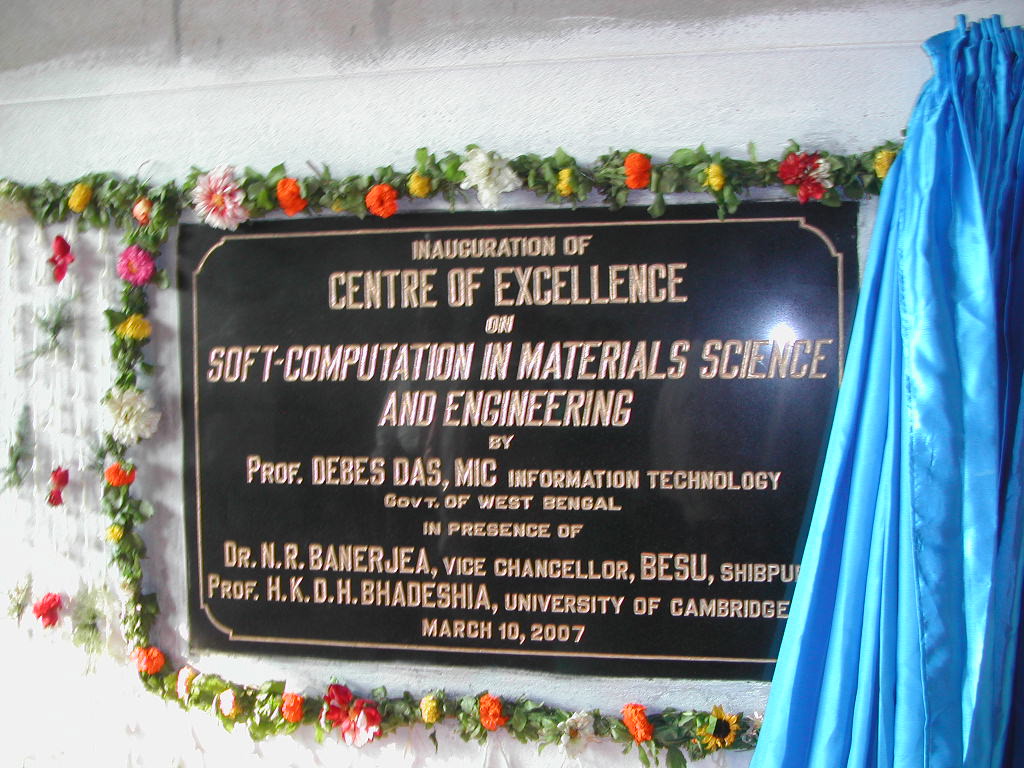 INAUGURATION OF
CENTRE OF EXCELLENCE
ON
SOFT-COMPUTATION IN MATERIALS SCIENCE
AND ENGINEERING
BY
PROF. DEBES DAS, MIC INFORMATION TECHNOLOGY
GOVT. OF WEST BENGAL
IN PRESENCE OF
DR. N. R. BANERJEA, VICE CHANCELLOR, BESU, SHIBPU
PROF. H. K. D. H. BHADESHIA, UNIVERSITY OF CAMBRIDGE
MARCH 10, 2007